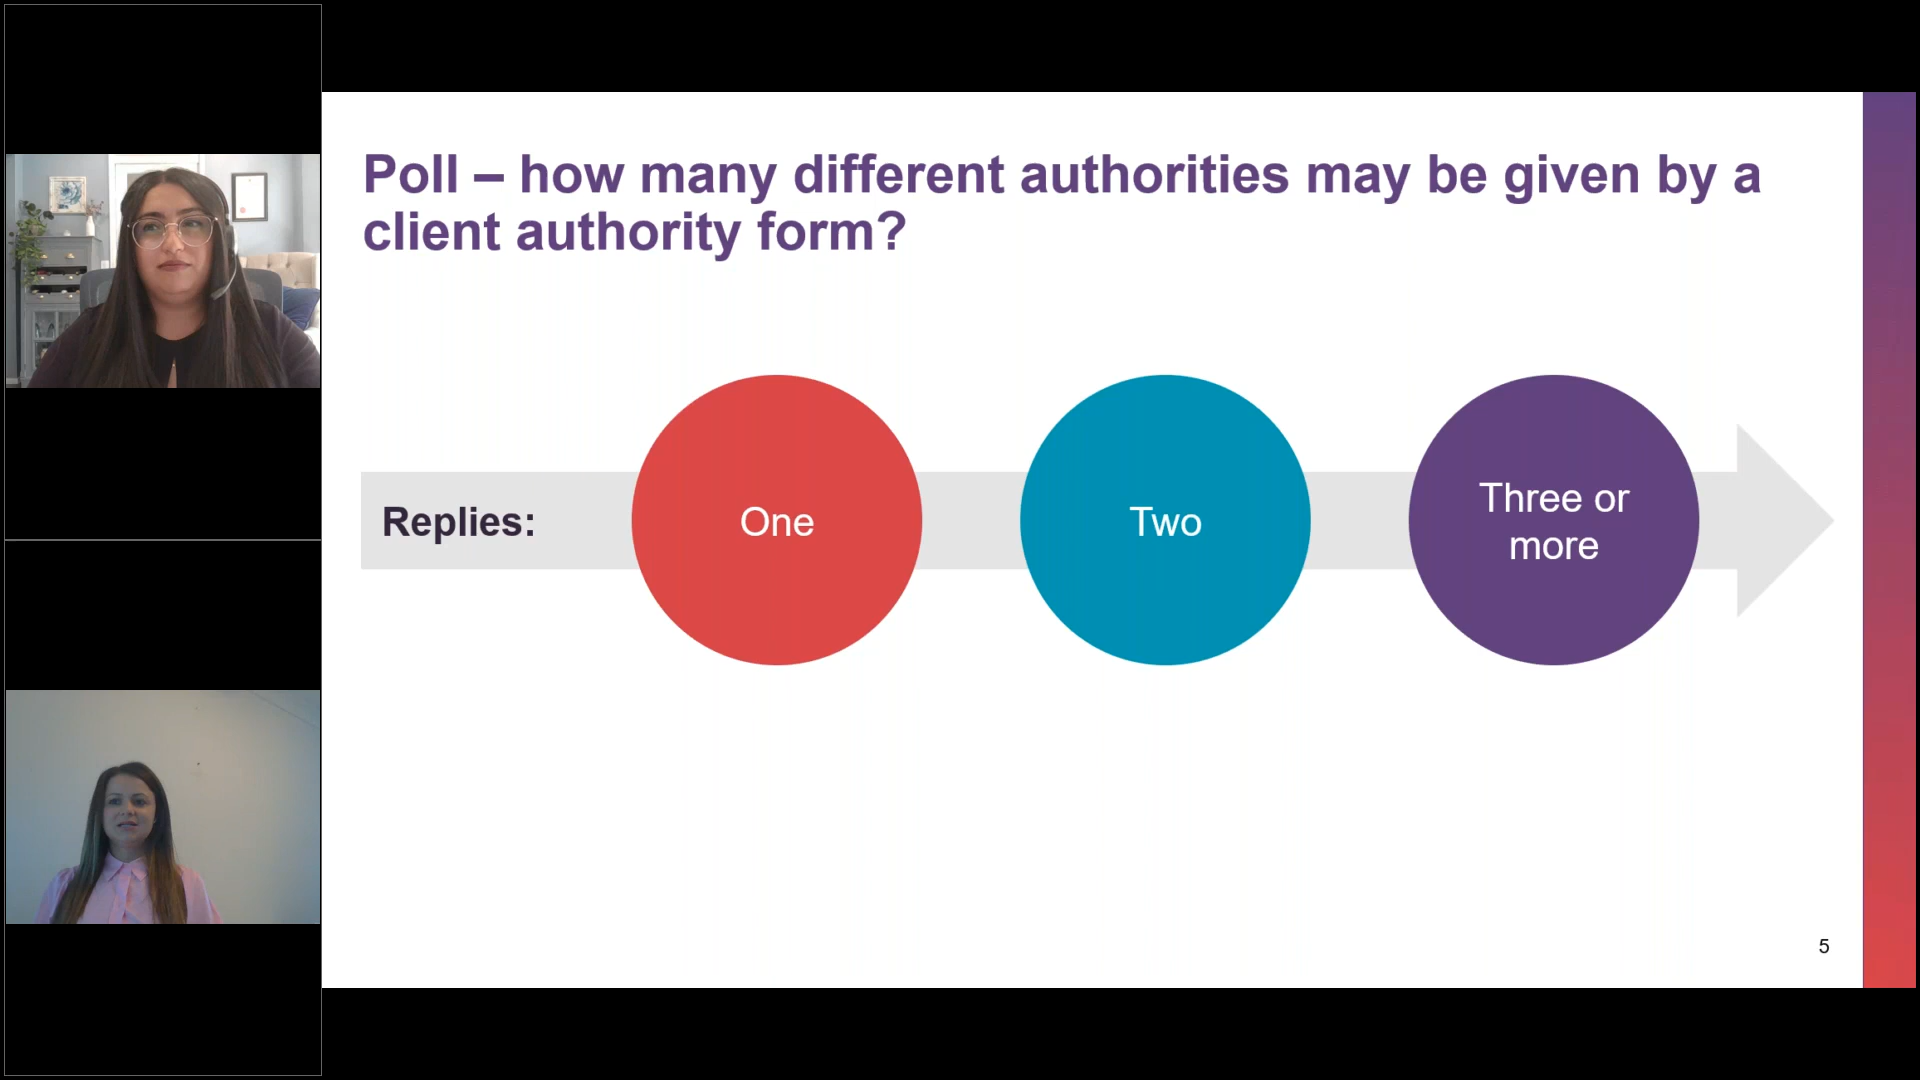 Poll – how many different authorities may be given by a
client authority form?
Replies:
One
Two
Three or
more
5